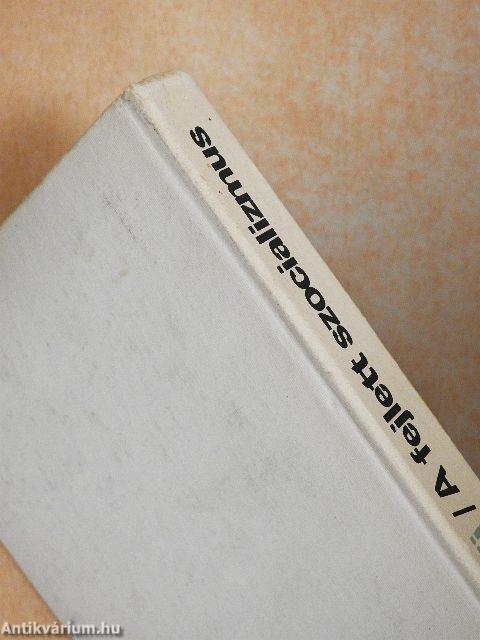 / A fejlett szocializmus
Antikvárium.hu